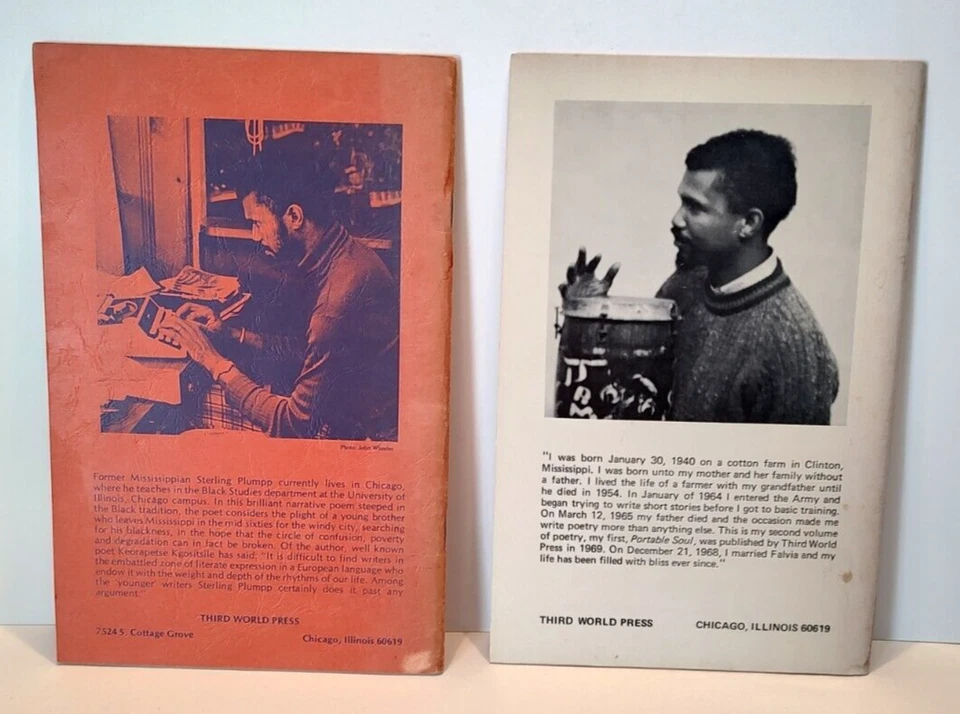 Photo: John Wheeler
Former Mississippian Sterling Plumpp currently lives in Chicago,
where he teaches in the Black Studies department at the University of
Illinois, Chicago campus. In this brilliant narrative poem steeped in
the Black tradition, the poet considers the plight of a young brother
who leaves Mississippi in the mid sixties for the windy city, searching
for his blackness, in the hope that the circle of confusion, poverty
and degradation can in fact be broken. Of the author, well known
poet Keorapetse Kgositsile has said; "It is difficult to find writers in
the embattled zone of literate expression in a European language who
endow it with the weight and depth of the rhythms of our life. Among
the younger writers Sterling Plumpp certainly does it past any
argument."
THIRD WORLD PRESS
7524 S. Cottage Grove
Chicago, Illinois 60619
"I was born January 30, 1940 on a cotton farm in Clinton,
Mississippi. I was born unto my mother and her family without
a father. I lived the life of a farmer with my grandfather until
he died in 1954. In January of 1964 I entered the Army and
began trying to write short stories before I got to basic training.
On March 12, 1965 my father died and the occasion made me
write poetry more than anything else. This is my second volume
of poetry, my first, Portable Soul, was published by Third World
Press in 1969. On December 21, 1968, I married Falvia and my
life has been filled with bliss ever since."
THIRD WORLD PRESS
CHICAGO, ILLINOIS 60619